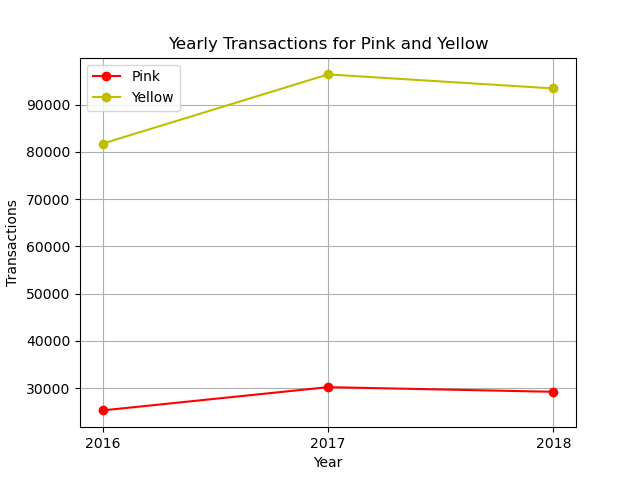 Yearly Transactions for Pink and Yellow
Pink
Yellow
90000
80000
70000
60000
50000
40000
30000
Transactions
2016
2017
2018
Year